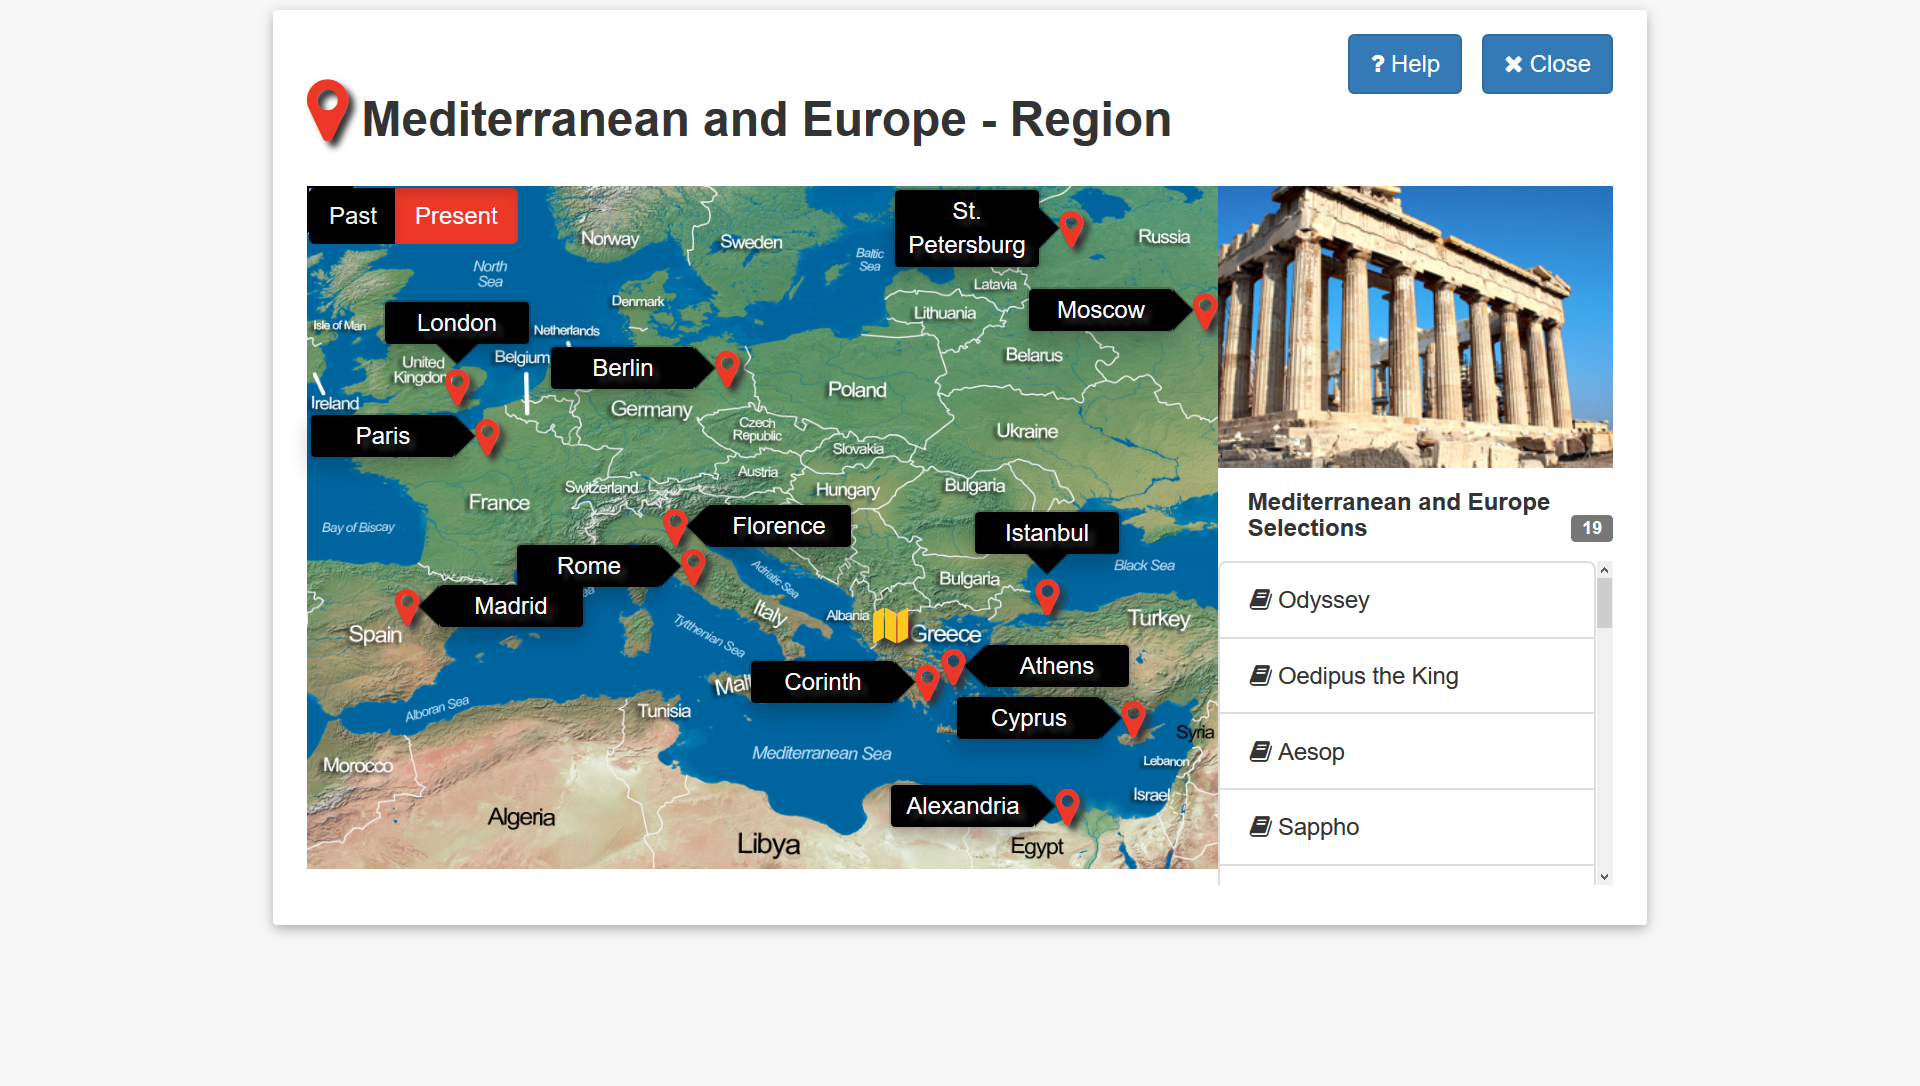 ? Help
✖ Close
Mediterranean and Europe - Region
Past
Present
Norway
Sweden
Baltic
Sea
St.
Petersburg
Russia
North
Sea
Denmark
Latavia
Lithuania
Moscow
Isle of Man
London
Netherlands
United
Kingdom
Belgium
Berlin
Belarus
Poland
Ireland
Germany
Paris
Czech
Republic
Ukraine
Slovakia
Austria
Switzerland
Hungary
Bulgaria
France
Bay of Biscay
Florence
Istanbul
Rome
Adriatic Sea
Bulgaria
Black Sea
Madrid
Spain
Italy
Albania
Greece
Turkey
Tytthenian Sea
Athens
Corinth
Alboran Sea
Tunisia
Cyprus
Syria
Mediterranean Sea
Morocco
Lebanon
Israel
Alexandria
Algeria
Libya
Egypt
Mediterranean and Europe
Selections
19
Odyssey
Oedipus the King
Aesop
Sappho